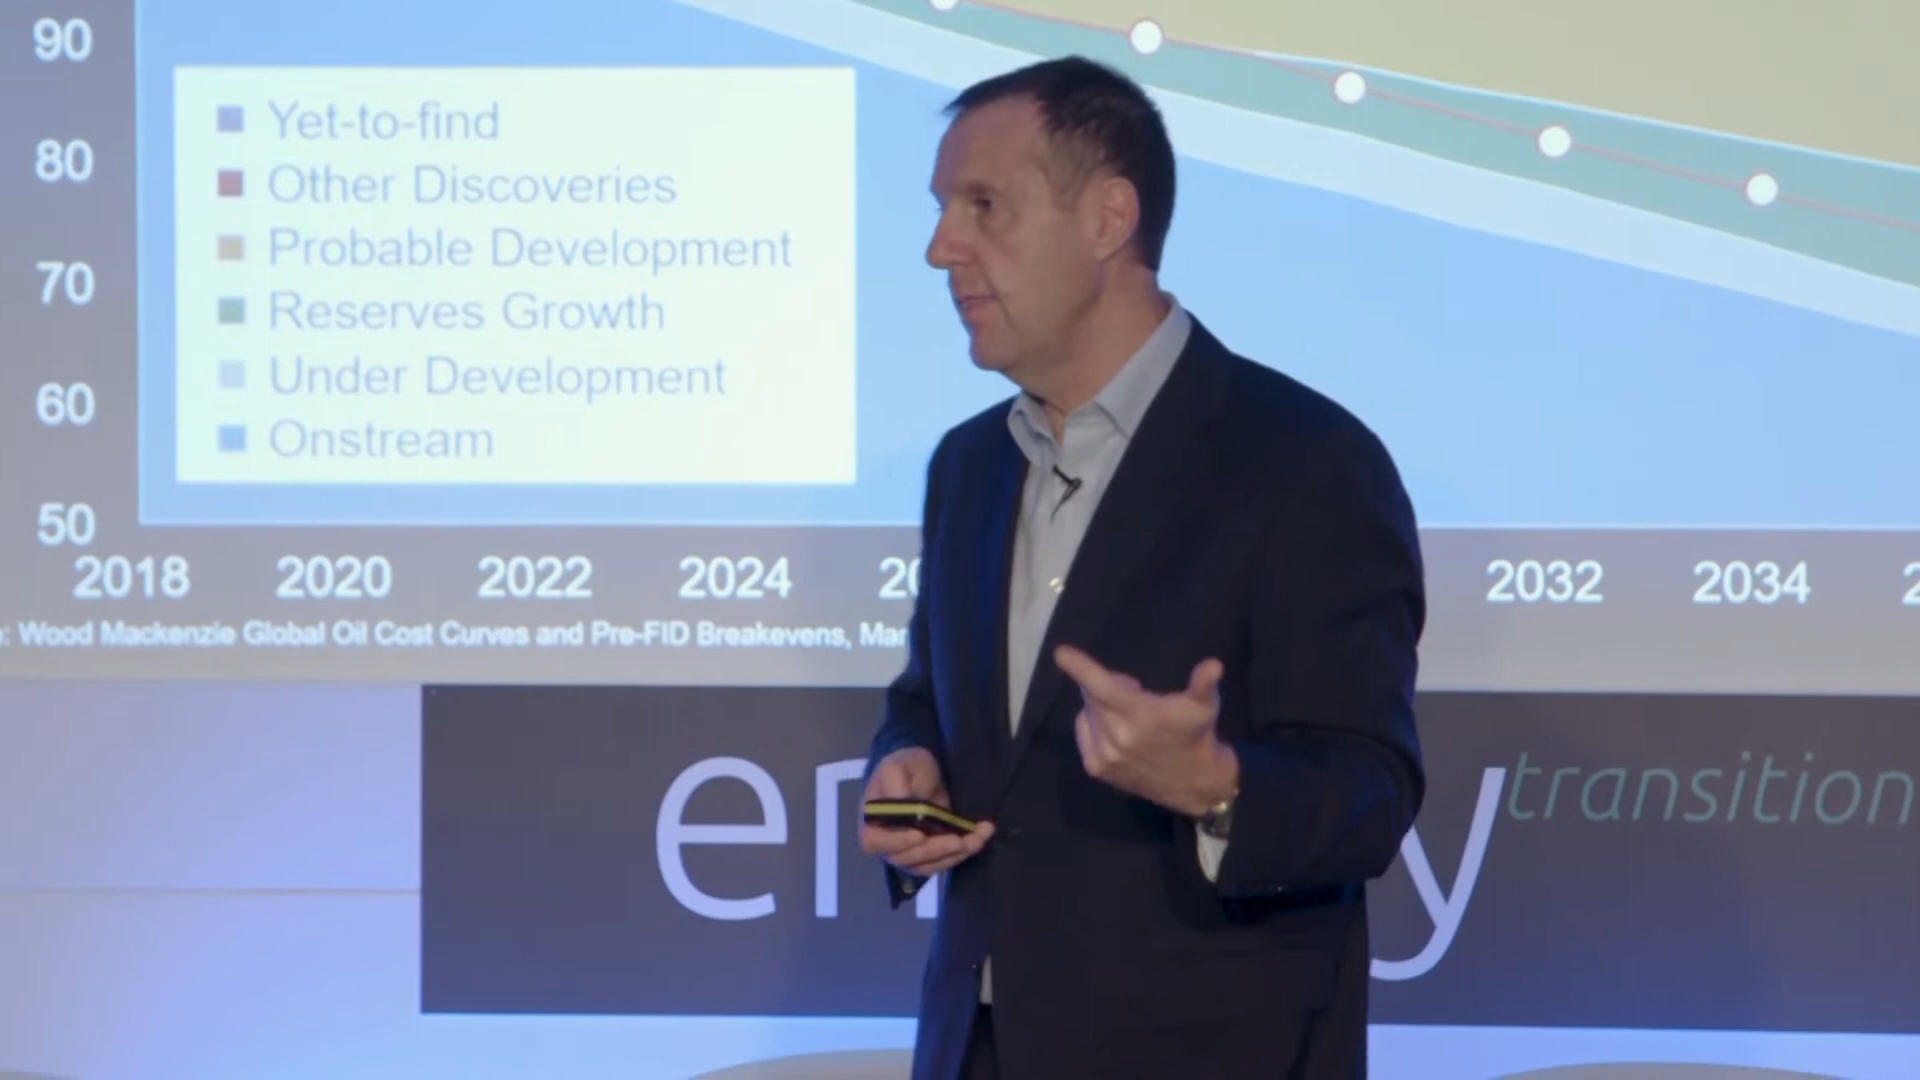 90
80
70
60
50
Yet-to-find
Other Discoveries
Probable Development
Reserves Growth
Under Development
Onstream
2018 2020 2022 2024 2032 2034
Wood Mackenzie Global Oil Cost Curves and Pre-FID Breakevens,
transition